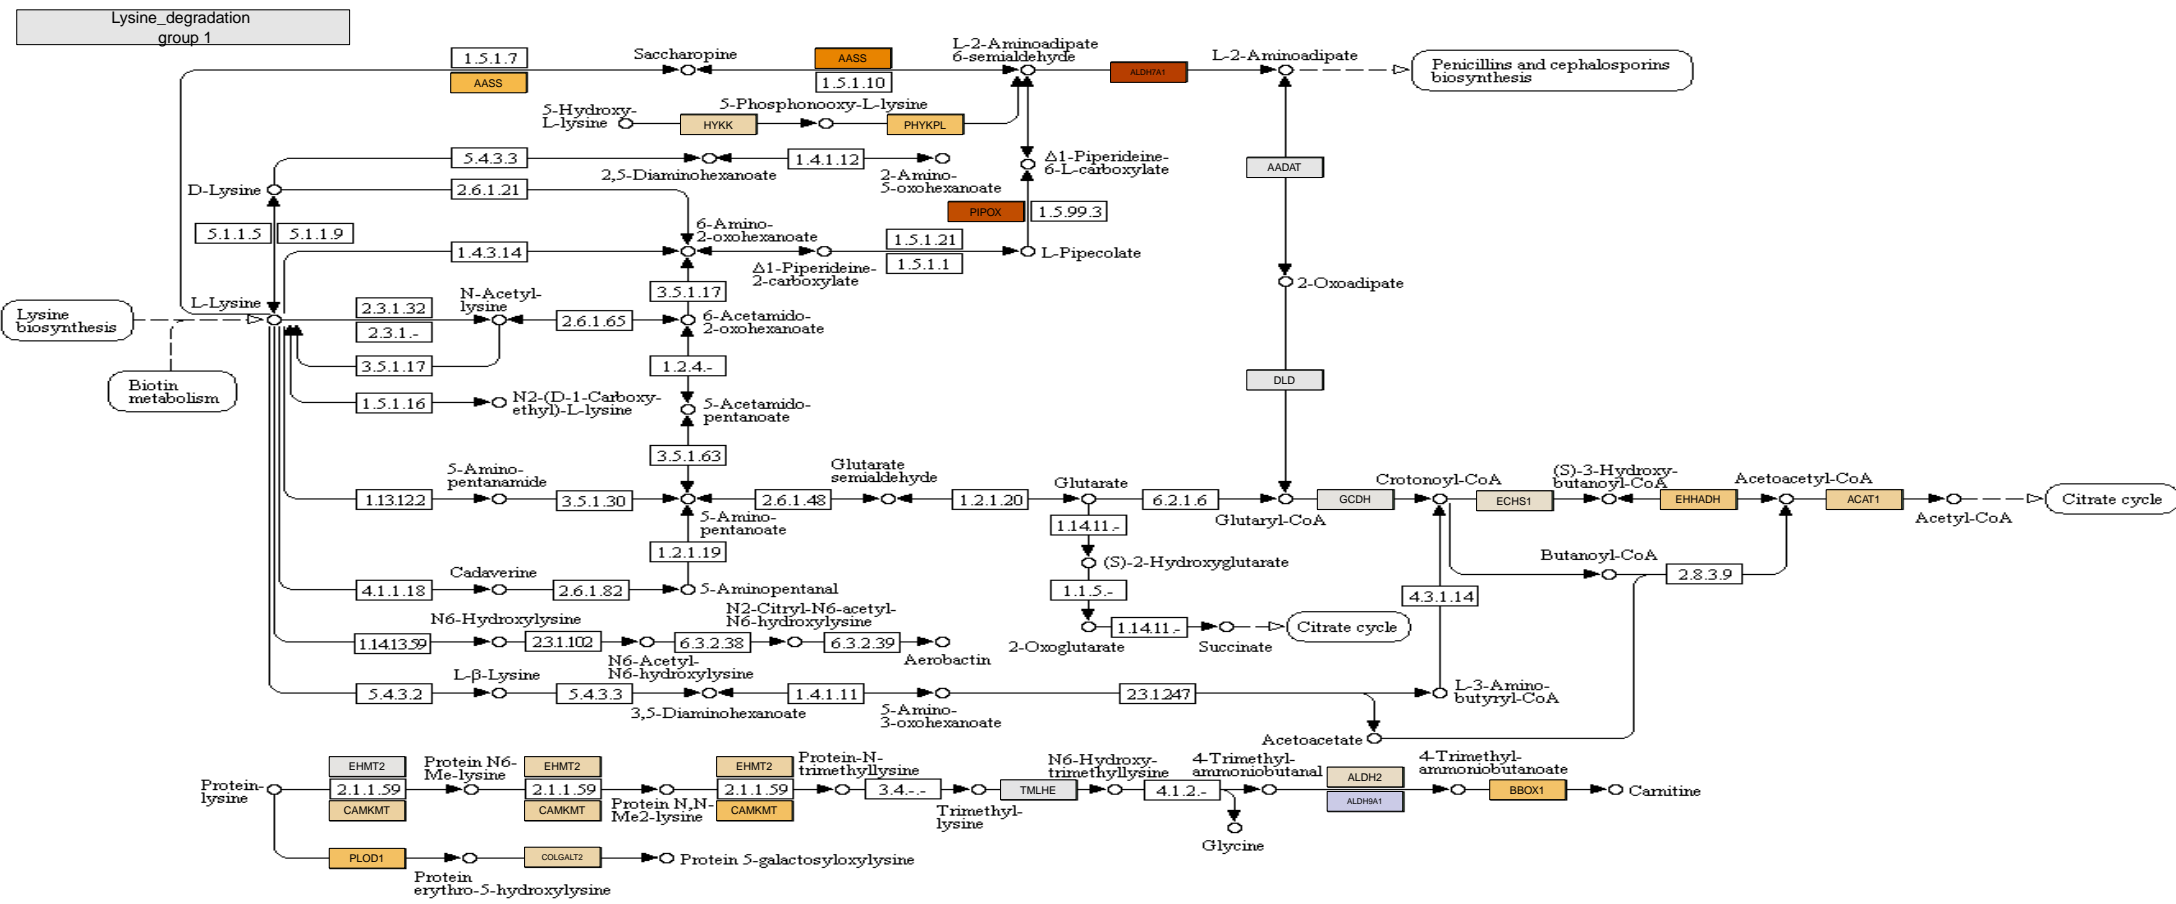 Lysine_degradation
group 1
1.5.1.7
AASS
Saccharopine
AASS
1.5.1.10
L-2-Aminoadipate
6-semialdehyde
ALDH7A1
L-2-Aminoadipate
Penicillins and cephalosporins
biosynthesis
5-Hydroxy-
L-lysine
HYKK
5-Phosphonooxy-L-lysine
PHYKPL
D-Lysine
5.4.3.3
2,5-Diaminohexanoate
1.4.1.12
2-Amino-
5-oxohexanoate
Δ1-Piperideine-
6-L-carboxylate
AADAT
2.6.1.21
PIPOX
1.5.99.3
5.1.1.5
5.1.1.9
1.4.3.14
6-Amino-
2-oxohexanoate
Δ1-Piperideine-
2-carboxylate
1.5.1.21
1.5.1.1
L-Pipecolate
2-Oxoadipate
Lysine
biosynthesis
L-Lysine
2.3.1.32
2.3.1.-
N-Acetyl-
lysine
2.6.1.65
3.5.1.17
6-Acetamido-
2-oxohexanoate
3.5.1.17
1.2.4.-
Biotin
metabolism
1.5.1.16
N2-(D-1-Carboxy-
ethyl)-L-lysine
5-Acetamido-
pentanoate
DLD
3.5.1.63
1.13.12.2
5-Amino-
pentanamide
3.5.1.30
5-Amino-
pentanoate
2.6.1.48
Glutarate
semialdehyde
1.2.1.20
Glutarate
6.2.1.6
Glutaryl-CoA
GCDH
Crotonoyl-CoA
ECHS1
(S)-3-Hydroxy-
butanoyl-CoA
EHHADH
Acetoacetyl-CoA
ACAT1
Acetyl-CoA
Citrate cycle
1.14.11.-
1.2.1.19
(S)-2-Hydroxyglutarate
Butanoyl-CoA
2.8.3.9
4.1.1.18
Cadaverine
2.6.1.82
5-Aminopentanal
1.1.5.-
4.3.1.14
1.14.13.59
N6-Hydroxylysine
2.3.1.102
N6-Acetyl-
N6-hydroxylysine
6.3.2.38
N2-Citryl-N6-acetyl-
N6-hydroxylysine
6.3.2.39
Aerobactin
2-Oxoglutarate
1.14.11.-
Succinate
Citrate cycle
5.4.3.2
L-β-Lysine
5.4.3.3
3,5-Diaminohexanoate
1.4.1.11
5-Amino-
3-oxohexanoate
2.3.1.247
L-3-Amino-
butyryl-CoA
Acetoacetate
Protein-
lysine
EHMT2
2.1.1.59
CAMKMT
Protein N6-
Me-lysine
EHMT2
2.1.1.59
CAMKMT
Protein N,N-
Me2-lysine
EHMT2
2.1.1.59
CAMKMT
Protein-N-
trimethyllysine
3.4.-.-
Trimethyl-
lysine
TMLHE
N6-Hydroxy-
trimethyllysine
4.1.2.-
Glycine
4-Trimethyl-
ammoniobutanal
ALDH2
ALDH9A1
4-Trimethyl-
ammoniobutanoate
BBOX1
Carnitine
PLOD1
Protein
erythro-5-hydroxylysine
COLGALT2
Protein 5-galactosyloxylysine